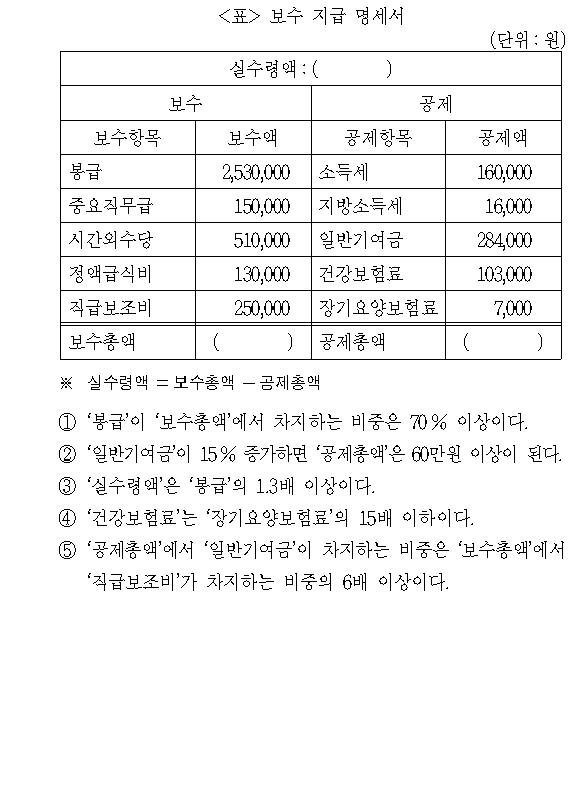 <표> 보수 지급 명세서
(단위 : 원)
실수령액 : ( )
보수 공제
보수항목 보수액 공제항목 공제액
봉급 2,530,000 소득세 160,000
중요직무급 150,000 지방소득세 16,000
시간외수당 510,000 일반기여금 284,000
정액급식비 130,000 건강보험료 103,000
직급보조비 250,000 장기요양보험료 7,000
보수총액 ( ) 공제총액 ( )
※ 실수령액 = 보수총액 - 공제총액
① ‘봉급’이 ‘보수총액’에서 차지하는 비중은 70 % 이상이다.
② ‘일반기여금’이 15 % 증가하면 ‘공제총액’은 60만원 이상이 된다.
③ ‘실수령액’은 ‘봉급’의 1.3배 이상이다.
④ ‘건강보험료’는 ‘장기요양보험료’의 15배 이하이다.
⑤ ‘공제총액’에서 ‘일반기여금’이 차지하는 비중은 ‘보수총액’에서
‘직급보조비’가 차지하는 비중의 6배 이상이다.